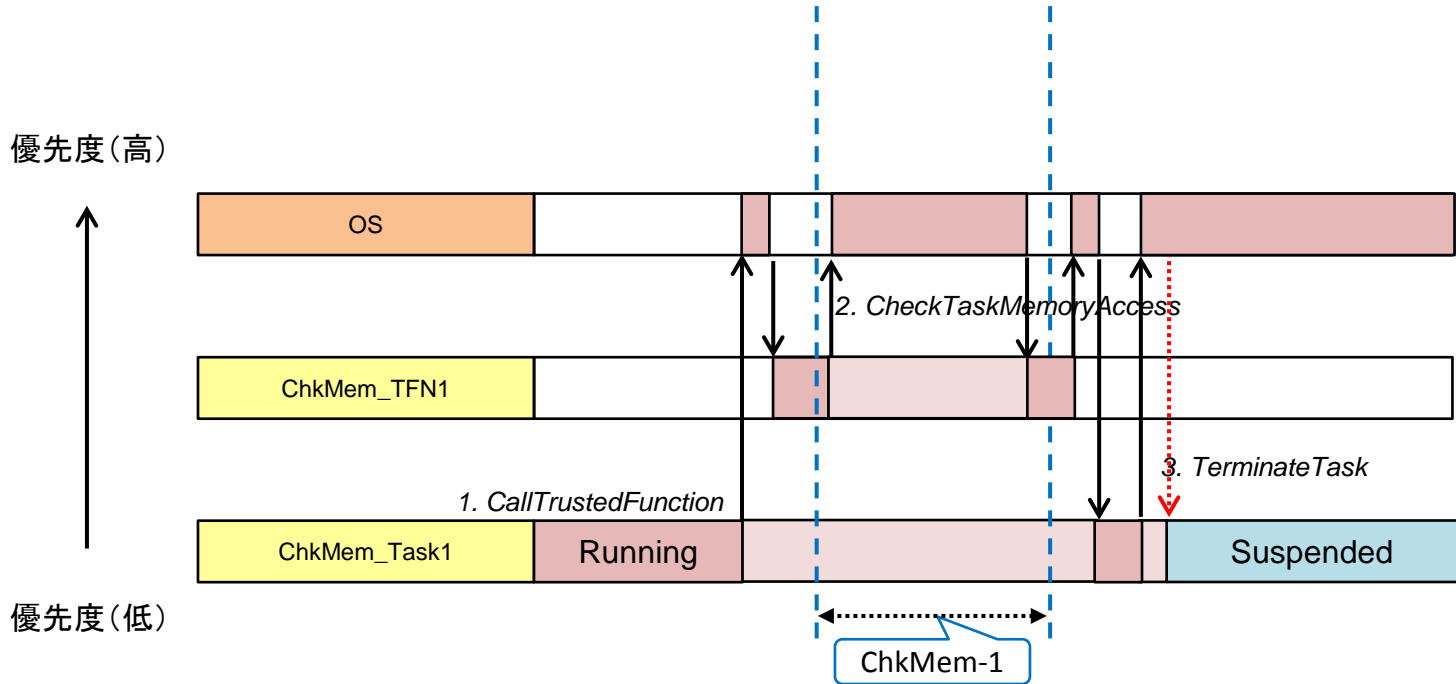 優先度(高)
OS
2. CheckTaskMemoryAccess
ChkMem_TFN1
3. TerminateTask
1. CallTrustedFunction
ChkMem_Task1
Running
Suspended
優先度(低)
ChkMem-1